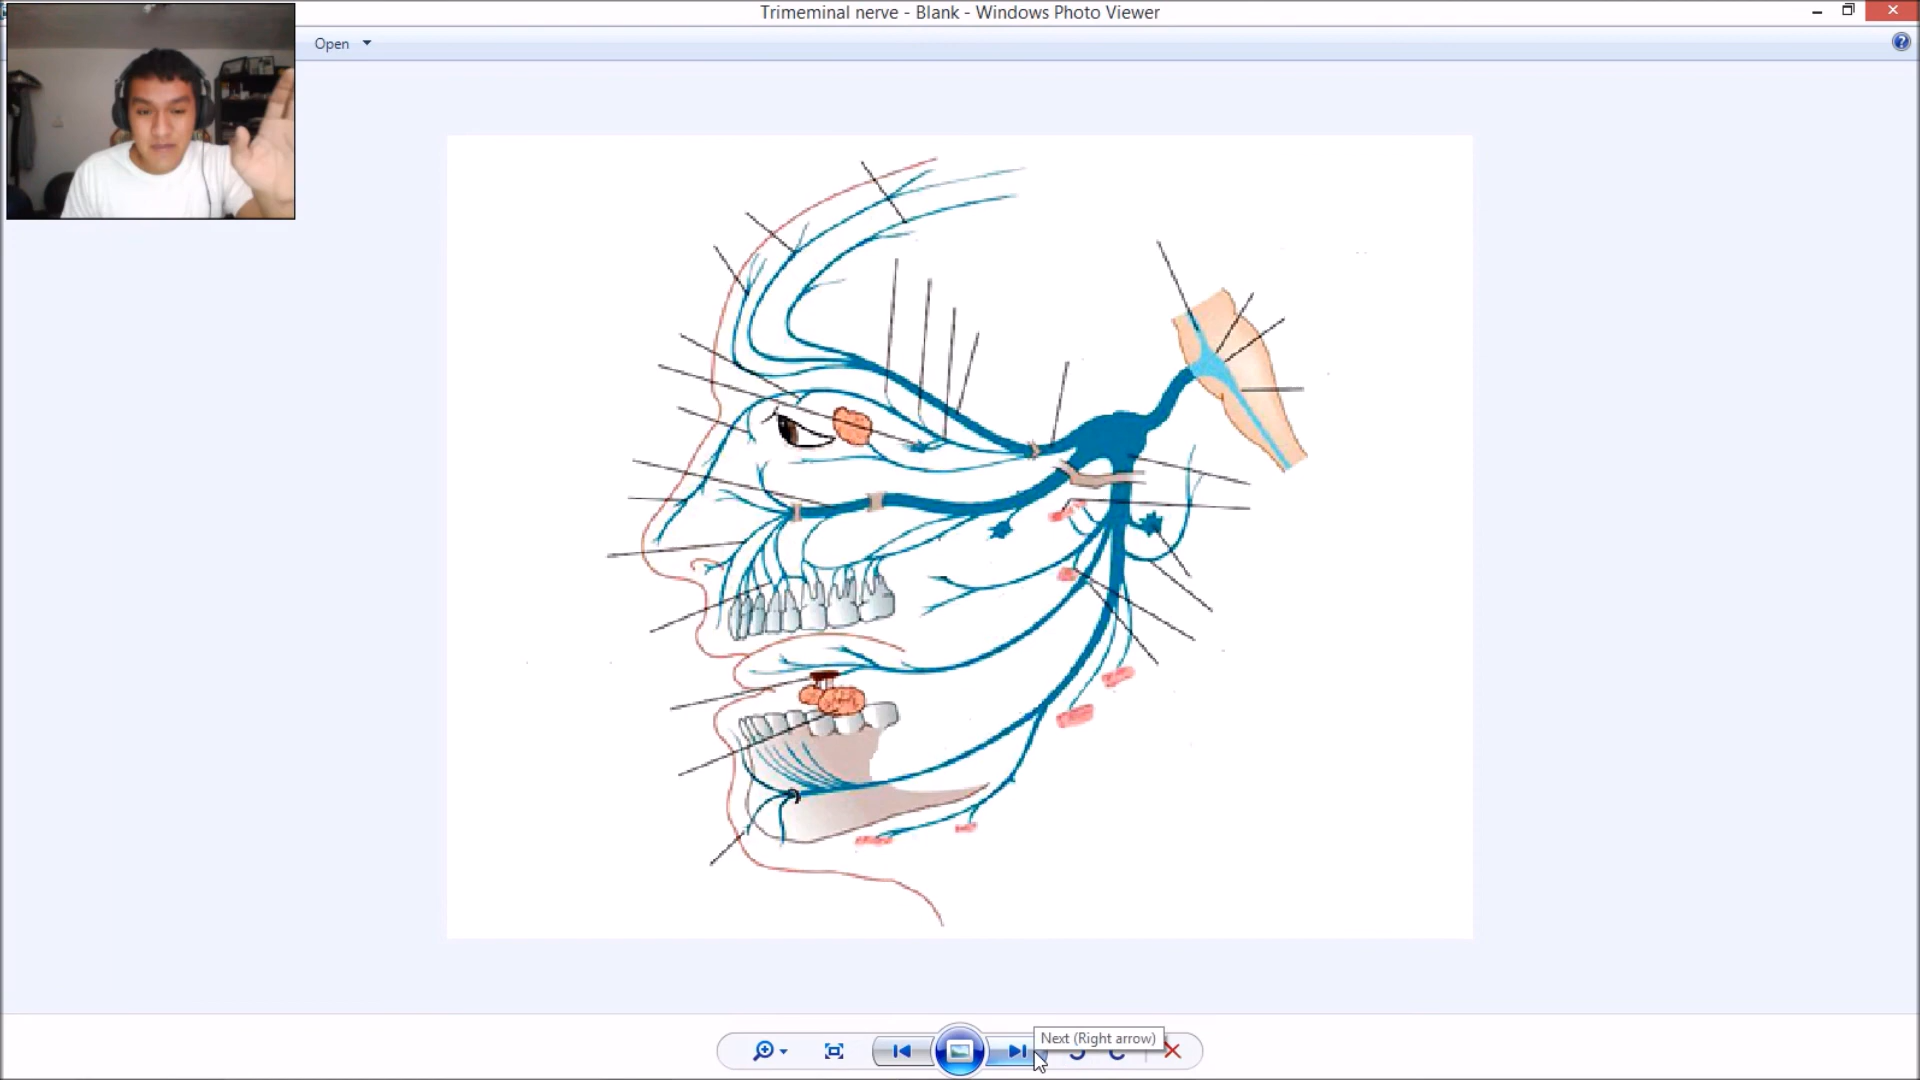 Trimeminal nerve - Blank - Windows Photo Viewer
Open
Next (Right arrow)